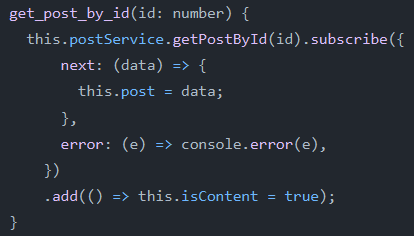 get_post_by_id(id: number) {
  this.postService.getPostById(id).subscribe({
      next: (data) => {
        this.post = data;
      },
      error: (e) => console.error(e),
    })
    .add(() => this.isContent = true);
}